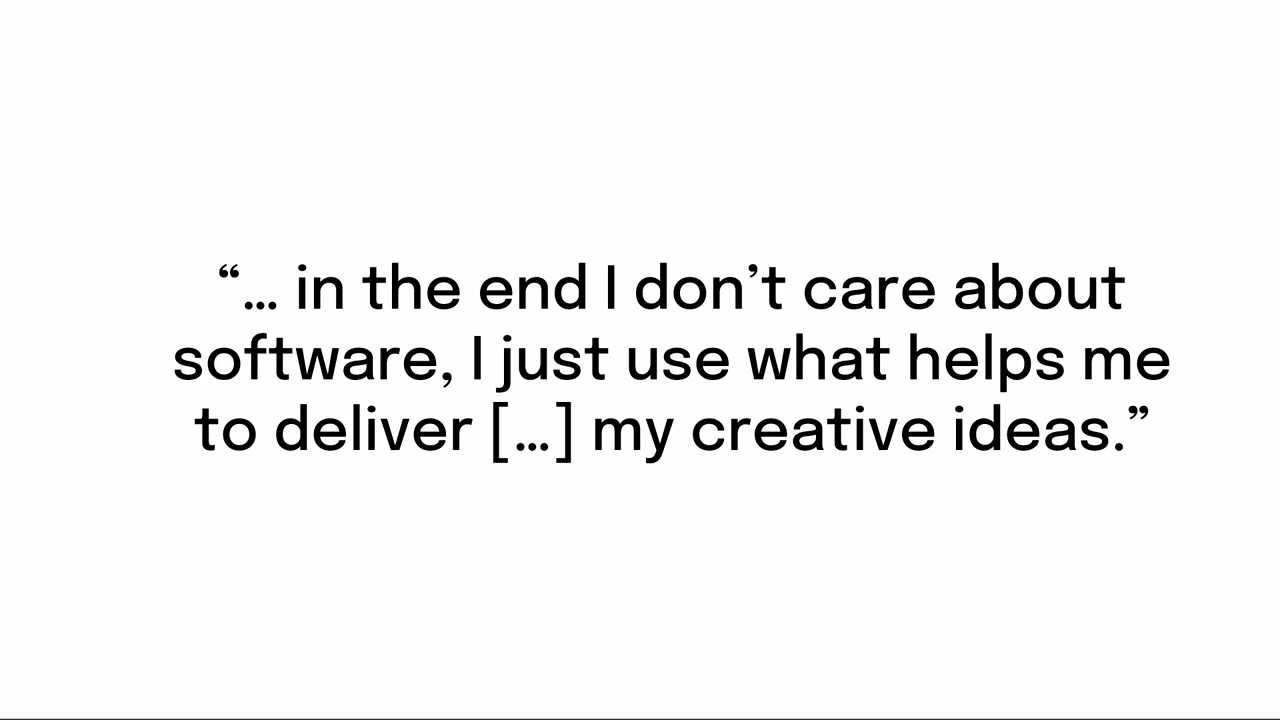 “... in the end I don’t care about
software, I just use what helps me
to deliver [...] my creative ideas.”